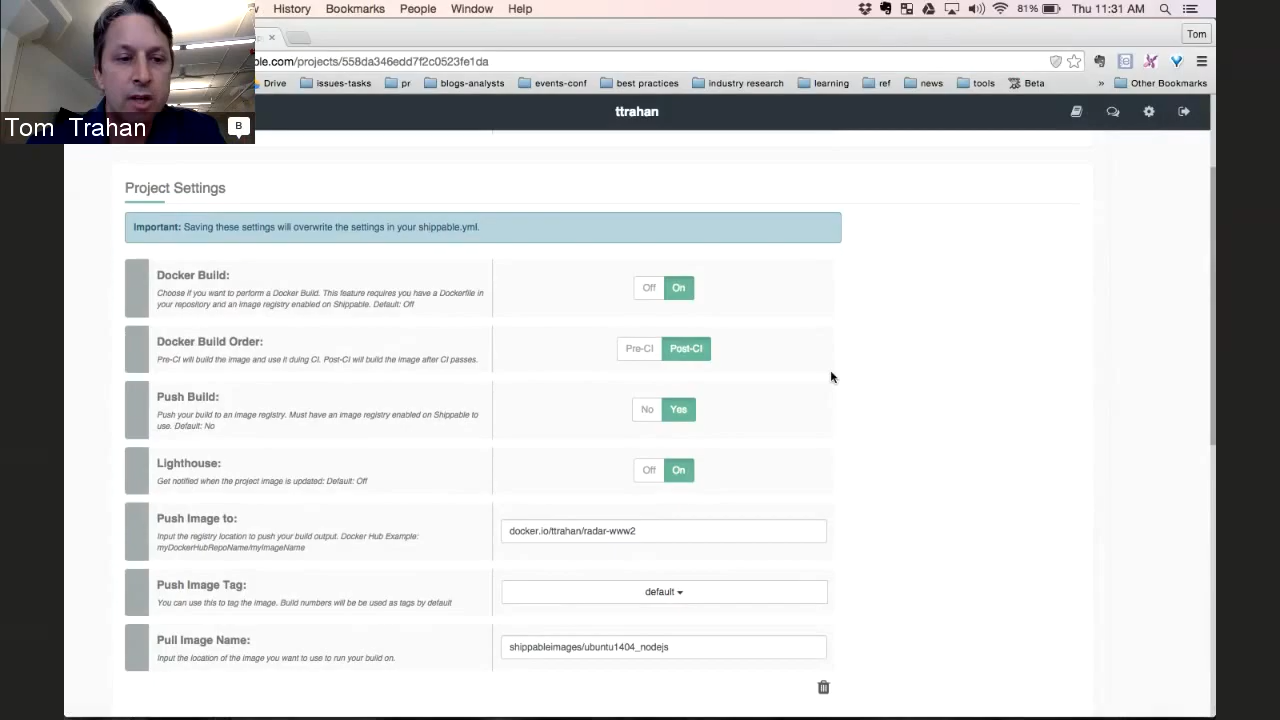 History Bookmarks People Window Help 81% Thu 11:31 AM
Tom
ble.com/projects/558da346edd7f2c0523fe1da
Drive issues-tasks pr blogs-analysts events-conf best practices industry research learning ref news tools Beta » Other Bookmarks
Tom Trahan B
ttrahan
Project Settings
Important: Saving these settings will overwrite the settings in your shippable.yml.
Docker Build:
Choose if you want to perform a Docker Build. This feature requires you have a Dockerfile in
your repository and an image registry enabled on Shippable. Default: Off
Off On
Docker Build Order:
Pre-CI will build the image and use it duing CI. Post-CI will build the image after CI passes.
Pre-CI Post-CI
Push Build:
Push your build to an image registry. Must have an image registry enabled on Shippable to
use. Default: No
No Yes
Lighthouse:
Get notified when the project image is updated: Default: Off
Off On
Push Image to:
Input the registry location to push your build output. Docker Hub Example:
myDockerHubRepoName/myImageName
docker.io/ttrahan/radar-www2
Push Image Tag:
You can use this to tag the image. Build numbers will be be used as tags by default
default
Pull Image Name:
Input the location of the image you want to use to run your build on.
shippableimages/ubuntu1404_nodejs